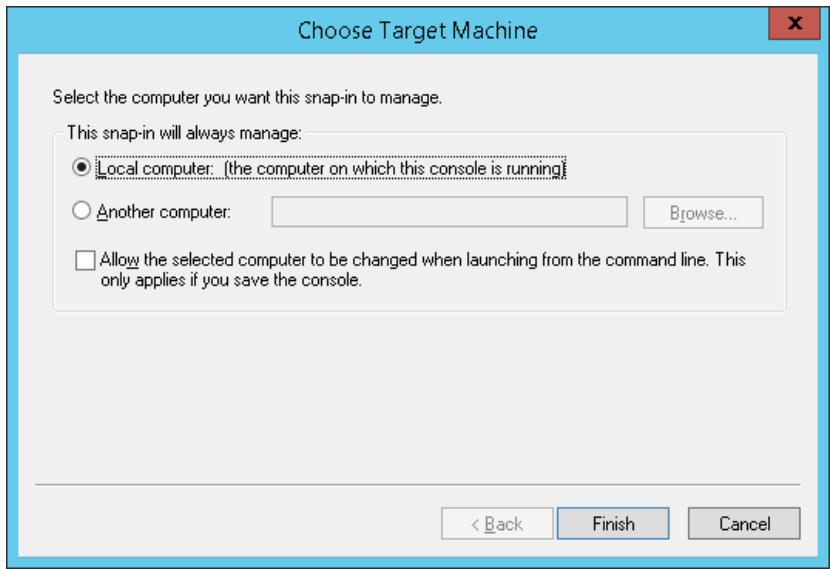 Choose Target Machine
x
Select the computer you want this snap-in to manage.
This snap-in will always manage:
Local computer: (the computer on which this console is running)
Another computer:
Browse...
Allow the selected computer to be changed when launching from the command line. This
only applies if you save the console.
< Back
Finish
Cancel